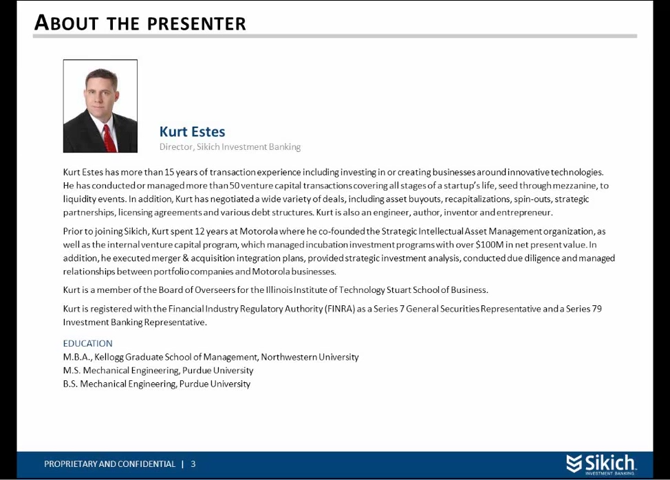 ABOUT THE PRESENTER
Kurt Estes
Director, Sikich Investment Banking
Kurt Estes has more than 15 years of transaction experience including investing in or creating businesses around innovative technologies.
He has conducted or managed more than 50 venture capital transactions covering all stages of a startup's life, seed through mezzanine, to
liquidity events. In addition, Kurt has negotiated a wide variety of deals, including asset buyouts, recapitalizations, spin-outs, strategic
partnerships, licensing agreements and various debt structures. Kurt is also an engineer, author, inventor and entrepreneur.
Prior to joining Sikich, Kurt spent 12 years at Motorola where he co-founded the Strategic Intellectual Asset Management organization, as
well as the internal venture capital program, which managed incubation investment programs with over $100M in net present value. In
addition, he executed merger & acquisition integration plans, provided strategic investment analysis, conducted due diligence and managed
relationships between portfolio companies and Motorola businesses.
Kurt is a member of the Board of Overseers for the Illinois Institute of Technology Stuart School of Business.
Kurt is registered with the Financial Industry Regulatory Authority (FINRA) as a Series 7 General Securities Representative and a Series 79
Investment Banking Representative.
EDUCATION
M.B.A., Kellogg Graduate School of Management, Northwestern University
M.S. Mechanical Engineering, Purdue University
B.S. Mechanical Engineering, Purdue University
PROPRIETARY AND CONFIDENTIAL | 3
Sikich
INVESTMENT BANKING